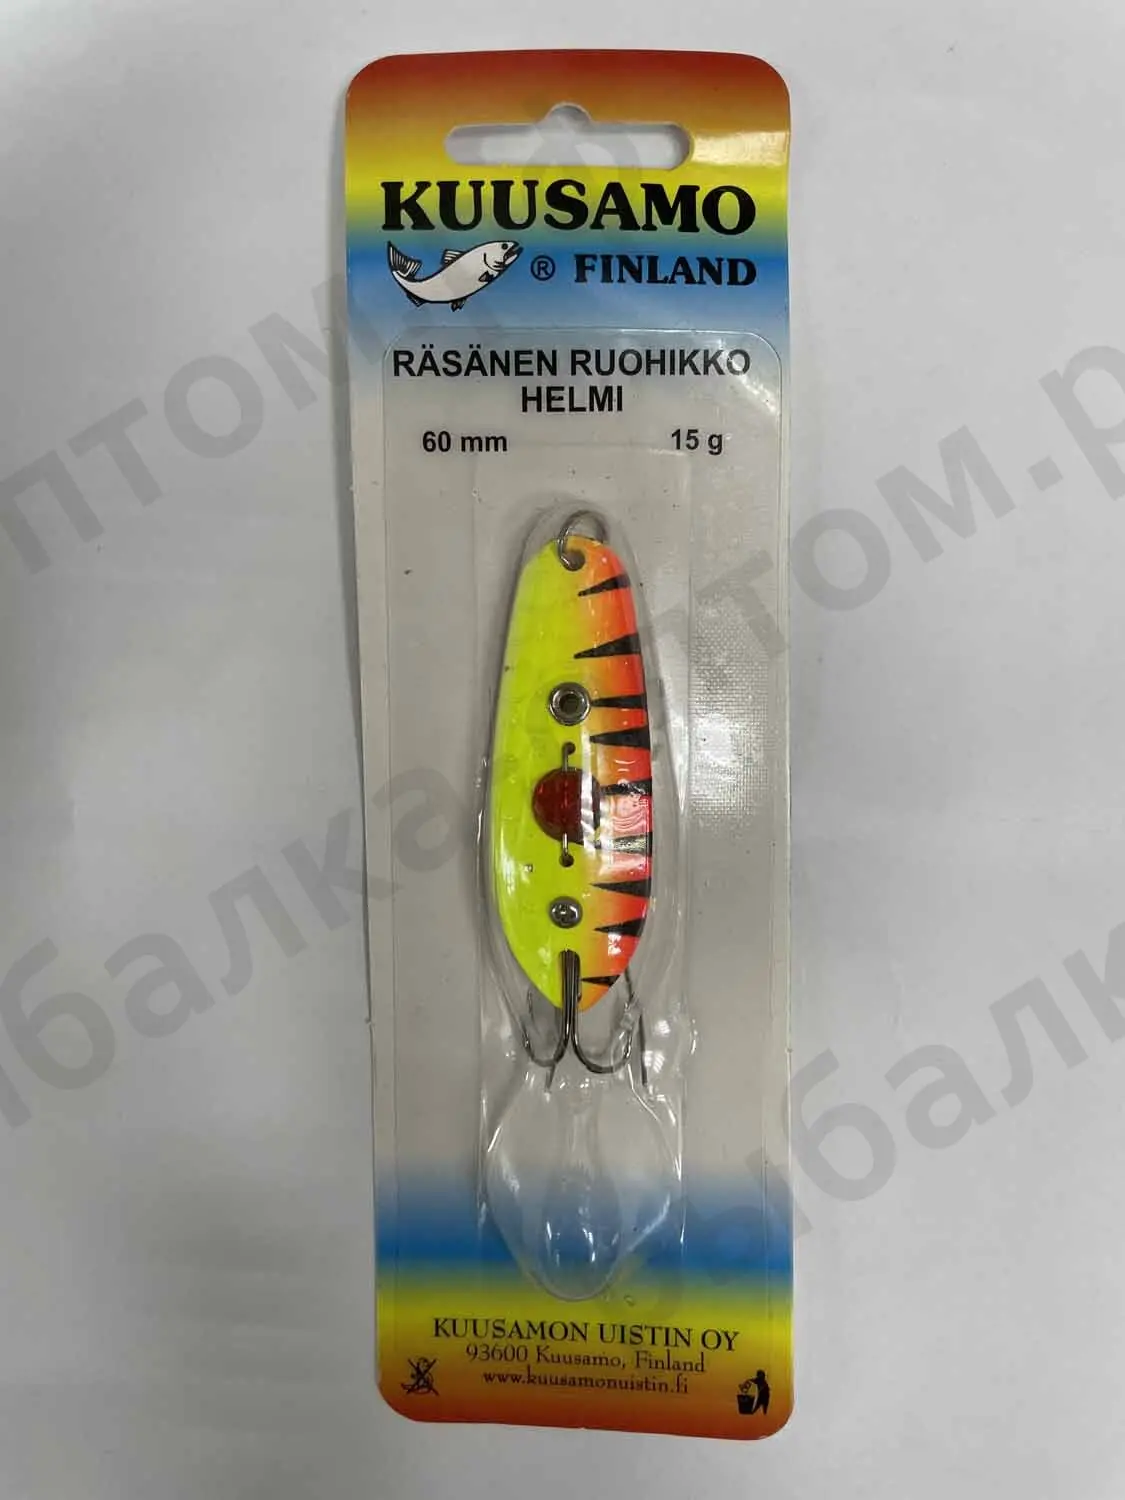 KUUSAMO
® FINLAND
RÄSÄNEN RUOHIKKO
HELMI
60 mm 15 g
KUUSAMON UISTIN OY
93600 Kuusamo, Finland
www.kuusamonuistin.fi